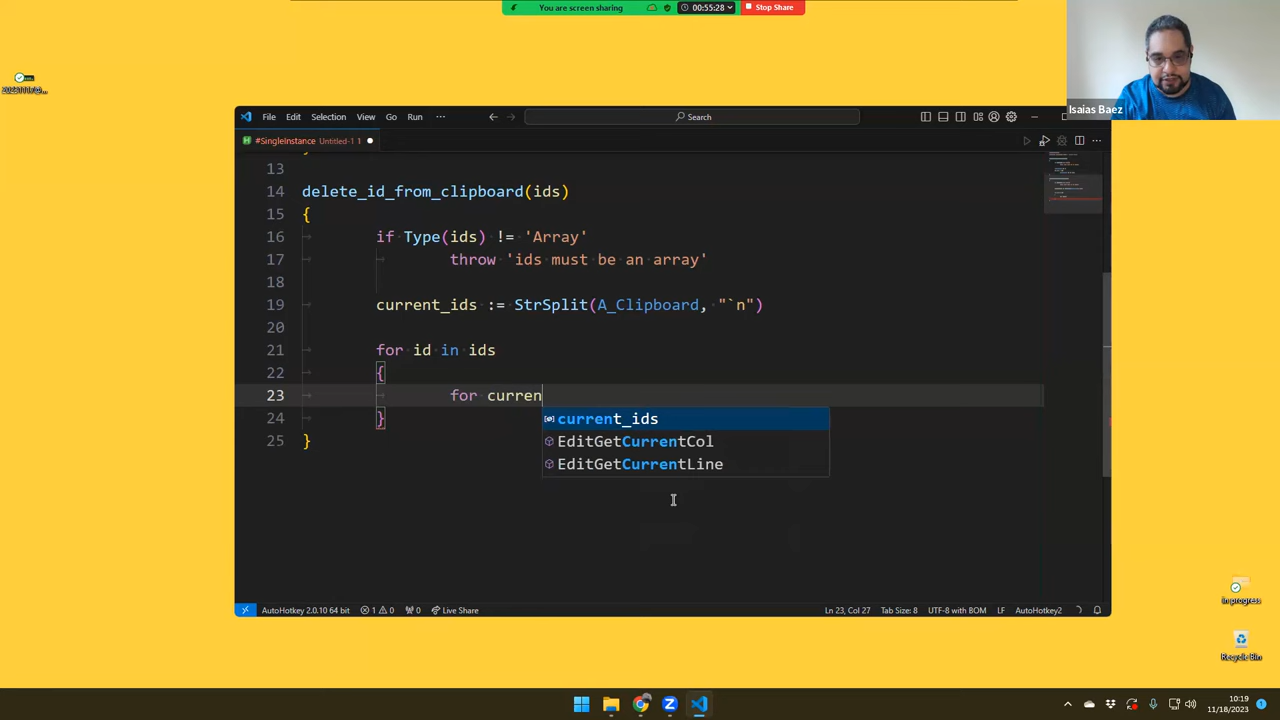 You are screen sharing
00:55:28
Stop Share
Isaias Baez
File Edit Selection View Go Run ···
Search
#SingleInstance Untitled-1 1
13
14 delete_id_from_clipboard(ids)
15 {
16 if Type(ids) != 'Array'
17 throw 'ids must be an array'
18
19 current_ids := StrSplit(A_Clipboard, "`n")
20
21 for id in ids
22 {
23 for curren
24 }
25 }
current_ids
EditGetCurrentCol
EditGetCurrentLine
AutoHotkey 2.0.10 64 bit 1 0 0 Live Share Ln 23, Col 27 Tab Size: 8 UTF-8 with BOM LF AutoHotkey2
In progress
Recycle Bin
10:19
11/18/2023